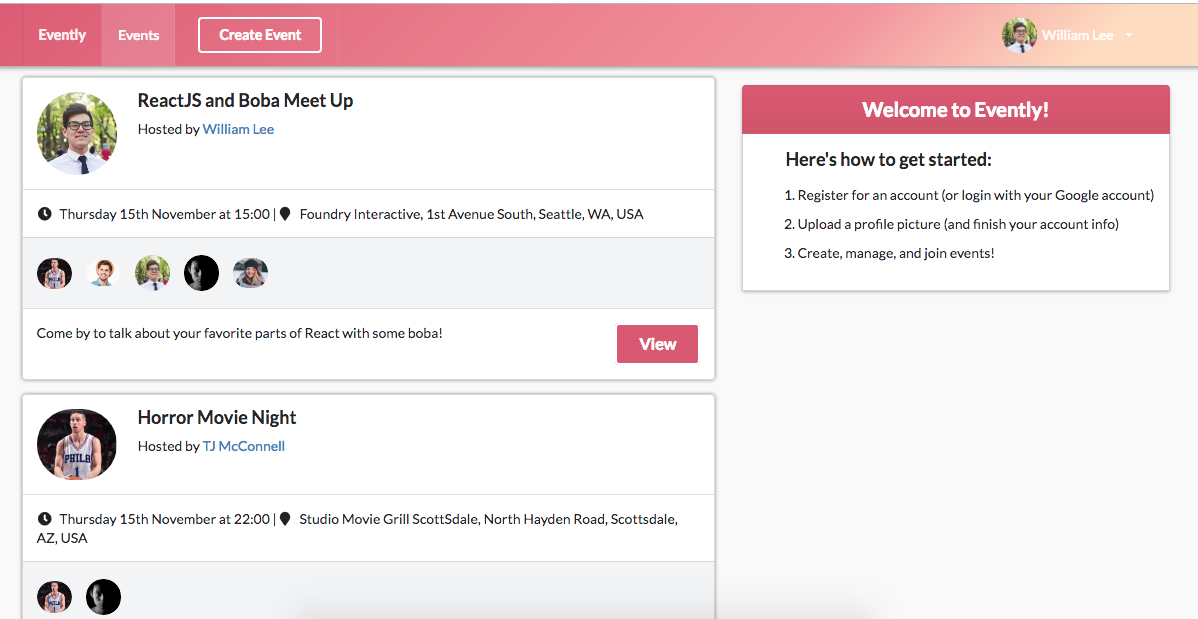 Evently
Events
Create Event
William Lee
ReactJS and Boba Meet Up
Hosted by William Lee
Thursday 15th November at 15:00 | Foundry Interactive, 1st Avenue South, Seattle, WA, USA
Come by to talk about your favorite parts of React with some boba!
View
Horror Movie Night
Hosted by TJ McConnell
PHILA
1
Thursday 15th November at 22:00 | Studio Movie Grill ScottSdale, North Hayden Road, Scottsdale,
AZ, USA
Welcome to Evently!
Here's how to get started:
1. Register for an account (or login with your Google account)
2. Upload a profile picture (and finish your account info)
3. Create, manage, and join events!